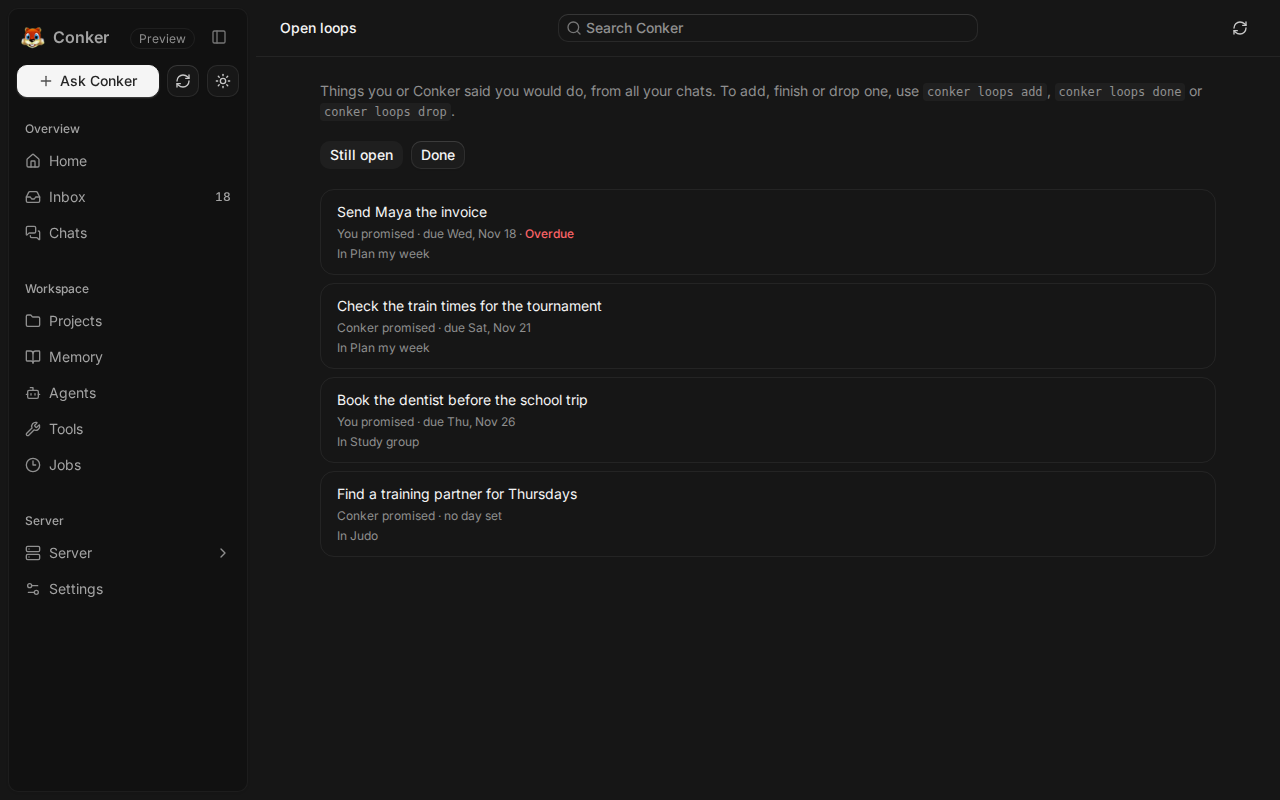 Conker
Preview
Ask Conker
Overview
Home
Inbox 18
Chats
Workspace
Projects
Memory
Agents
Tools
Jobs
Server
Server
Settings
Open loops
Search Conker
Things you or Conker said you would do, from all your chats. To add, finish or drop one, use conker loops add, conker loops done or
conker loops drop.
Still open Done
Send Maya the invoice
You promised · due Wed, Nov 18 · Overdue
In Plan my week
Check the train times for the tournament
Conker promised · due Sat, Nov 21
In Plan my week
Book the dentist before the school trip
You promised · due Thu, Nov 26
In Study group
Find a training partner for Thursdays
Conker promised · no day set
In Judo